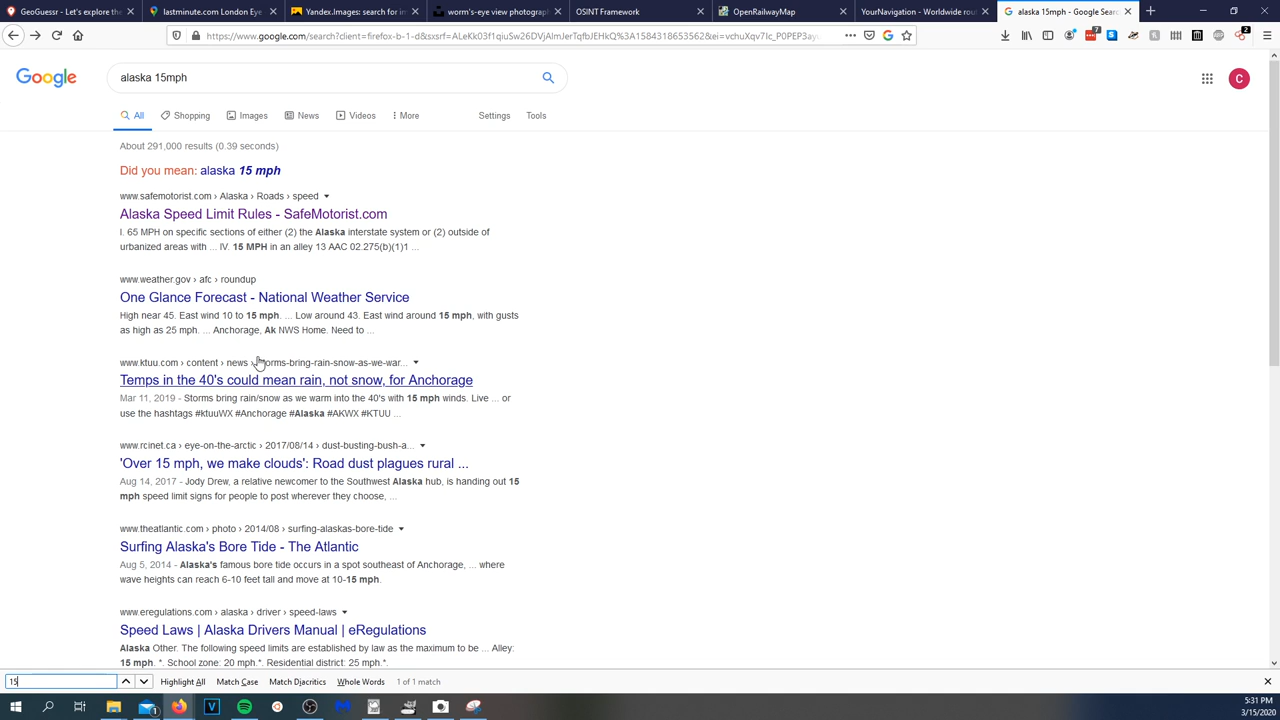 GeoGuessr - Let's explore the
lastminute.com London Eye
Yandex.Images: search for im
worm's-eye view photograph
OSINT Framework
OpenRailwayMap
YourNavigation - Worldwide rou
alaska 15mph - Google Sear
Google
alaska 15mph
C
All
Shopping
Images
News
Videos
More
Settings
Tools
About 291,000 results (0.39 seconds)
Did you mean: alaska 15 mph
www.safemotorist.com › Alaska › Roads › speed
Alaska Speed Limit Rules - SafeMotorist.com
I. 65 MPH on specific sections of either (2) the Alaska interstate system or (2) outside of
urbanized areas with ... IV. 15 MPH in an alley 13 AAC 02.275(b)(1)1 ...
www.weather.gov › afc › roundup
One Glance Forecast - National Weather Service
High near 45. East wind 10 to 15 mph. ... Low around 43. East wind around 15 mph, with gusts
as high as 25 mph. ... Anchorage, Ak NWS Home. Need to ...
www.ktuu.com › content › news › storms-bring-rain-snow-as-we-war...
Temps in the 40's could mean rain, not snow, for Anchorage
Mar 11, 2019 - Storms bring rain/snow as we warm into the 40's with 15 mph winds. Live ... or
use the hashtags #ktuuWX #Anchorage #Alaska #AKWX #KTUU ...
www.rcinet.ca › eye-on-the-arctic › 2017/08/14 › dust-busting-bush-a...
'Over 15 mph, we make clouds': Road dust plagues rural ...
Aug 14, 2017 - Jody Drew, a relative newcomer to the Southwest Alaska hub, is handing out 15
mph speed limit signs for people to post wherever they choose, ...
www.theatlantic.com › photo › 2014/08 › surfing-alaskas-bore-tide
Surfing Alaska's Bore Tide - The Atlantic
Aug 5, 2014 - Alaska's famous bore tide occurs in a spot southeast of Anchorage, ... where
wave heights can reach 6-10 feet tall and move at 10-15 mph.
www.eregulations.com › alaska › driver › speed-laws
Speed Laws | Alaska Drivers Manual | eRegulations
Alaska Other. The following speed limits are established by law as the maximum to be ... Alley:
15 mph. *. School zone: 20 mph.*. Residential district: 25 mph.*.
15
Highlight All
Match Case
Match Diacritics
Whole Words
1 of 1 match
5:31 PM
3/15/2020